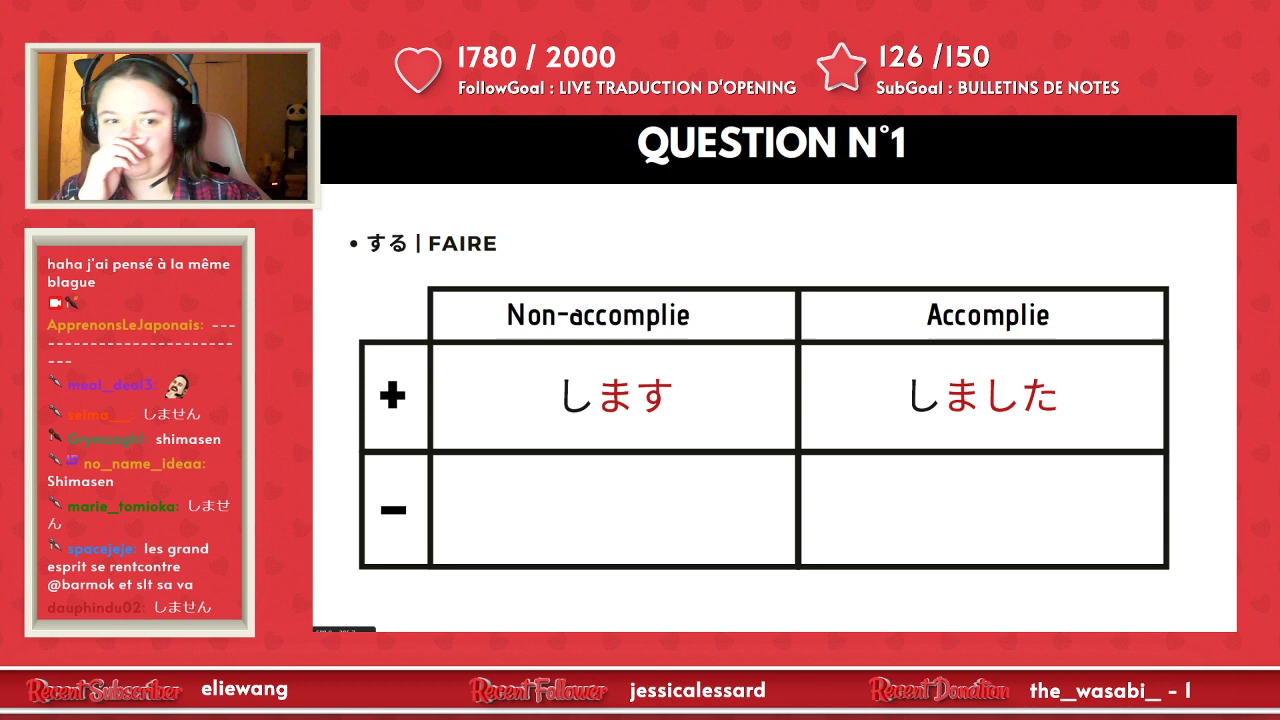 1780 / 2000
FollowGoal : LIVE TRADUCTION D'OPENING
126 /150
SubGoal : BULLETINS DE NOTES
QUESTION N°1
• する | FAIRE
Non-accomplie
Accomplie
+
します
しました
-
haha j'ai pensé à la même
blague
ApprenonsLeJaponais: ---
-----------------------
---
meal_deal3:
selma___: しません
Grymsaghl: shimasen
no_name_ideaa:
Shimasen
marie_tomioka: しませ
ん
spacejeje: les grand
esprit se rentcontre
@barmok et slt sa va
dauphindu02: しません
Recent Subscriber
eliewang
Recent Follower
jessicalessard
Recent Donation
the_wasabi_ - 1